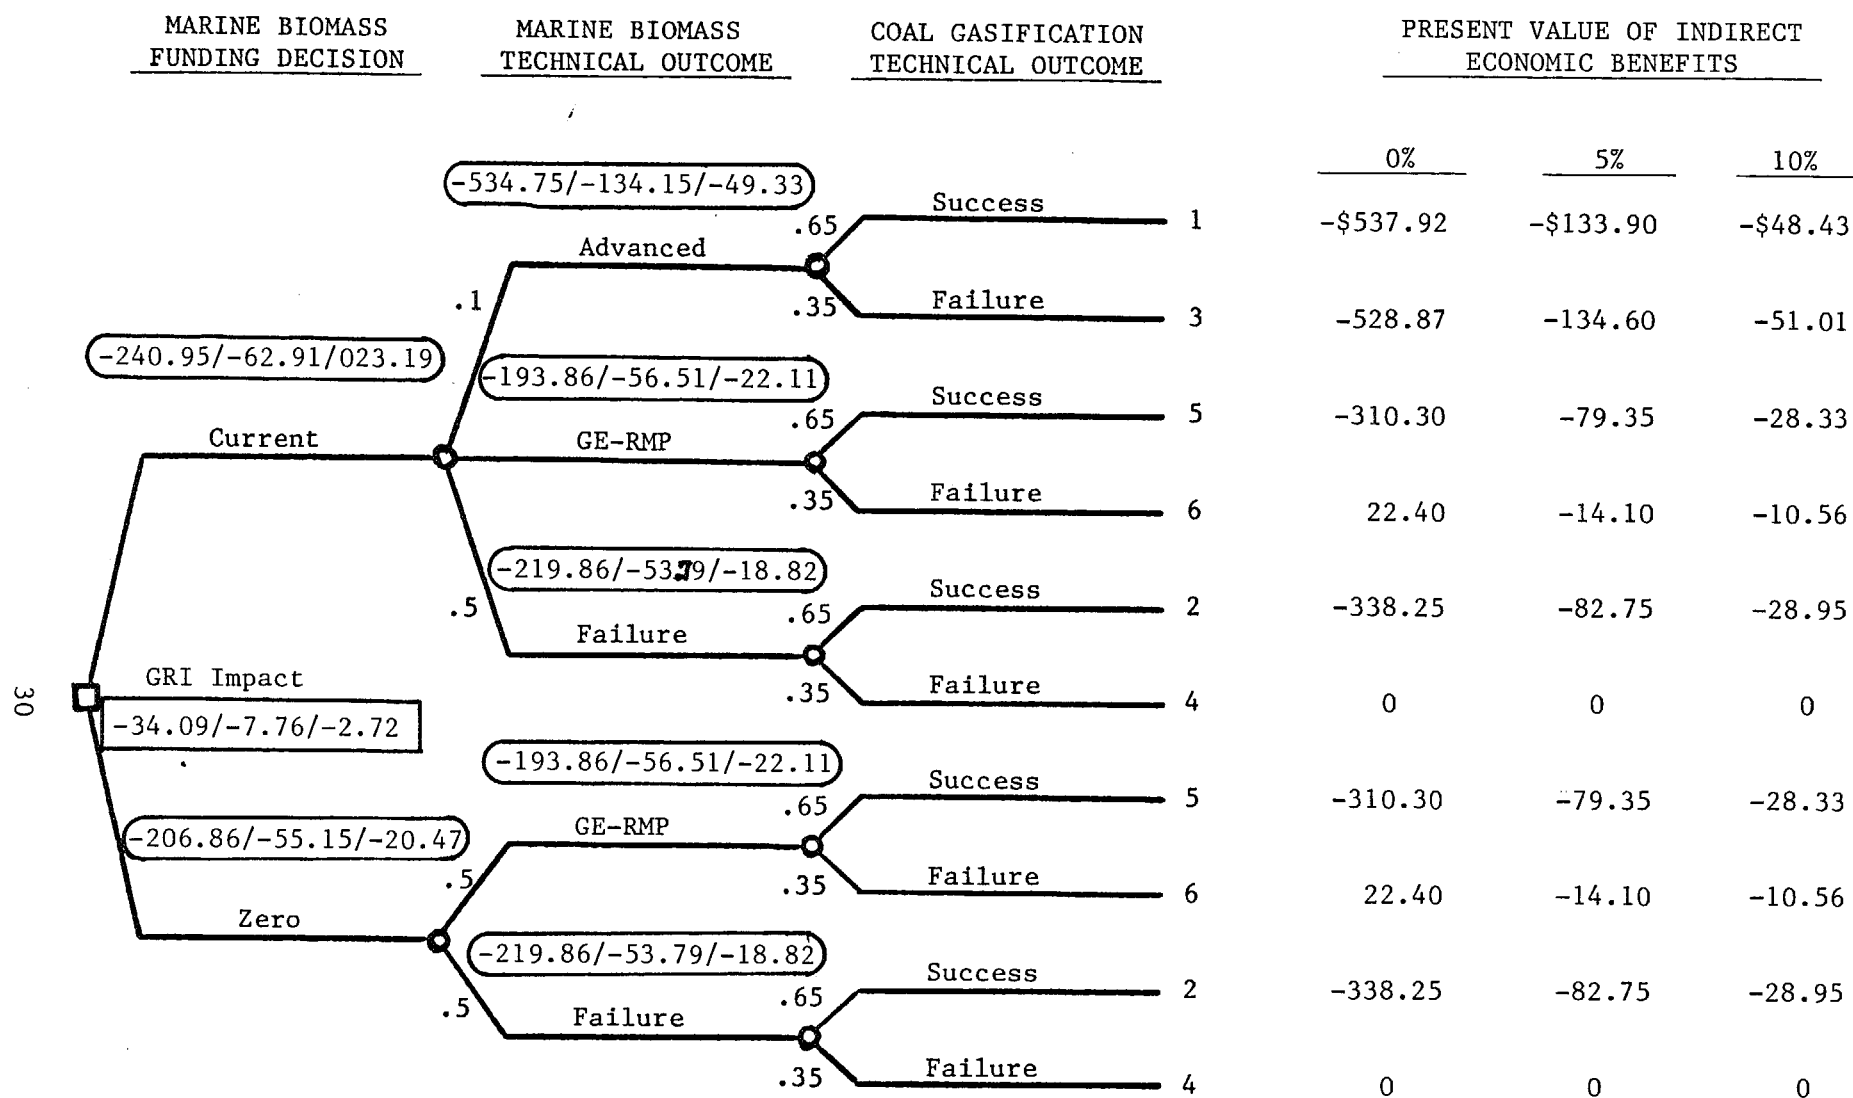 MARINE BIOMASS
FUNDING DECISION
MARINE BIOMASS
TECHNICAL OUTCOME
COAL GASIFICATION
TECHNICAL OUTCOME
PRESENT VALUE OF INDIRECT
ECONOMIC BENEFITS
0% 5% 10%
-534.75/-134.15/-49.33
.65 Success 1 -$537.92 -$133.90 -$48.43
Advanced
.1
.35 Failure 3 -528.87 -134.60 -51.01
-240.95/-62.91/023.19
-193.86/-56.51/-22.11
.65 Success 5 -310.30 -79.35 -28.33
Current
GE-RMP
.35 Failure 6 22.40 -14.10 -10.56
-219.86/-53.79/-18.82
.5
.65 Success 2 -338.25 -82.75 -28.95
Failure
.35 Failure 4 0 0 0
GRI Impact
-34.09/-7.76/-2.72
30
-193.86/-56.51/-22.11
.65 Success 5 -310.30 -79.35 -28.33
-206.86/-55.15/-20.47
GE-RMP
.5
.35 Failure 6 22.40 -14.10 -10.56
Zero
-219.86/-53.79/-18.82
.65 Success 2 -338.25 -82.75 -28.95
.5
Failure
.35 Failure 4 0 0 0